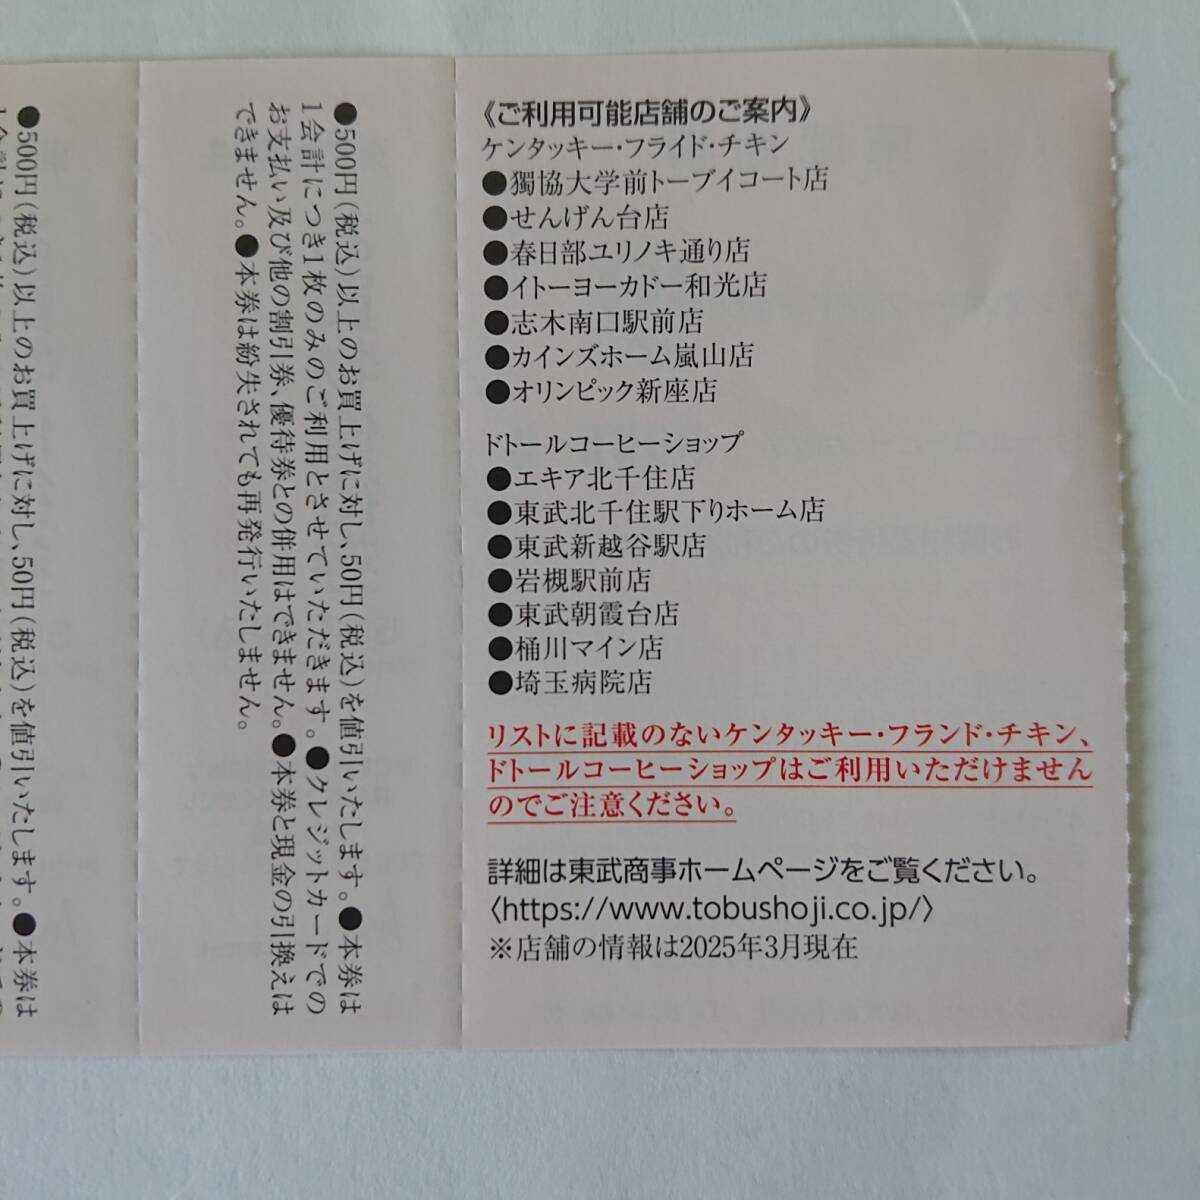 《ご利用可能店舗のご案内》
ケンタッキー・フライド・チキン
●獨協大学前トーブイコート店
●せんげん台店
●春日部ユリノキ通り店
●イトーヨーカドー和光店
●志木南口駅前店
●カインズホーム嵐山店
●オリンピック新座店
ドトールコーヒーショップ
●エキア北千住店
●東武北千住駅下りホーム店
●東武新越谷駅店
●岩槻駅前店
●東武朝霞台店
●桶川マイン店
●埼玉病院店
リストに記載のないケンタッキー・フランド・チキン、
ドトールコーヒーショップはご利用いただけません
のでご注意ください。
詳細は東武商事ホームページをご覧ください。
〈https://www.tobushoji.co.jp/〉
※店舗の情報は2025年3月現在
●500円(税込)以上のお買上げに対し、50円(税込)を値引いたします。●本券は
1会計につき1枚のみのご利用とさせていただきます。●クレジットカードでの
お支払い及び他の割引券、優待券との併用はできません。●本券と現金の引換えは
できません。●本券は紛失されても再発行いたしません。
●500円(税込)以上のお買上げに対し、50円(税込)を値引いたします。●本券は